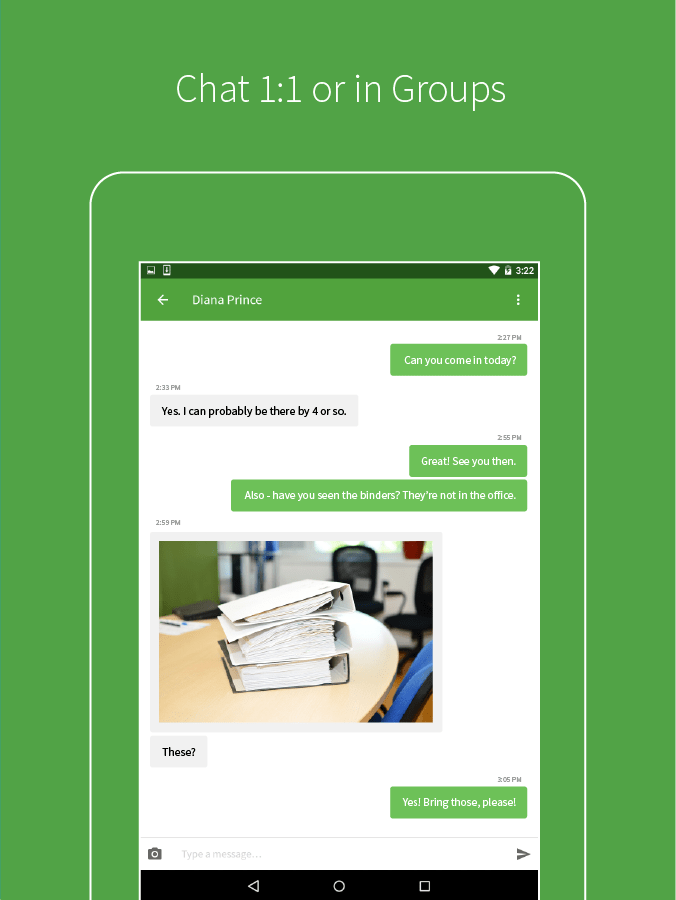 Chat 1:1 or in Groups
3:22
Diana Prince
2:27 PM
Can you come in today?
2:33 PM
Yes. I can probably be there by 4 or so.
2:55 PM
Great! See you then.
Also - have you seen the binders? They're not in the office.
2:59 PM
These?
3:05 PM
Yes! Bring those, please!
Type a message...